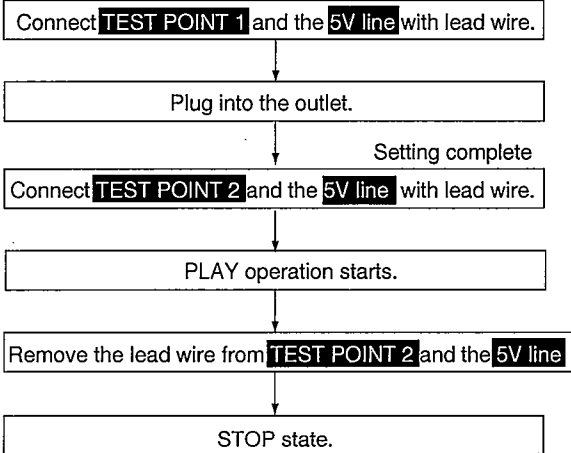 Connect TEST POINT 1 and the 5V line with lead wire.
Plug into the outlet.
Setting complete
Connect TEST POINT 2 and the 5V line with lead wire.
PLAY operation starts.
Remove the lead wire from TEST POINT 2 and the 5V line
STOP state.